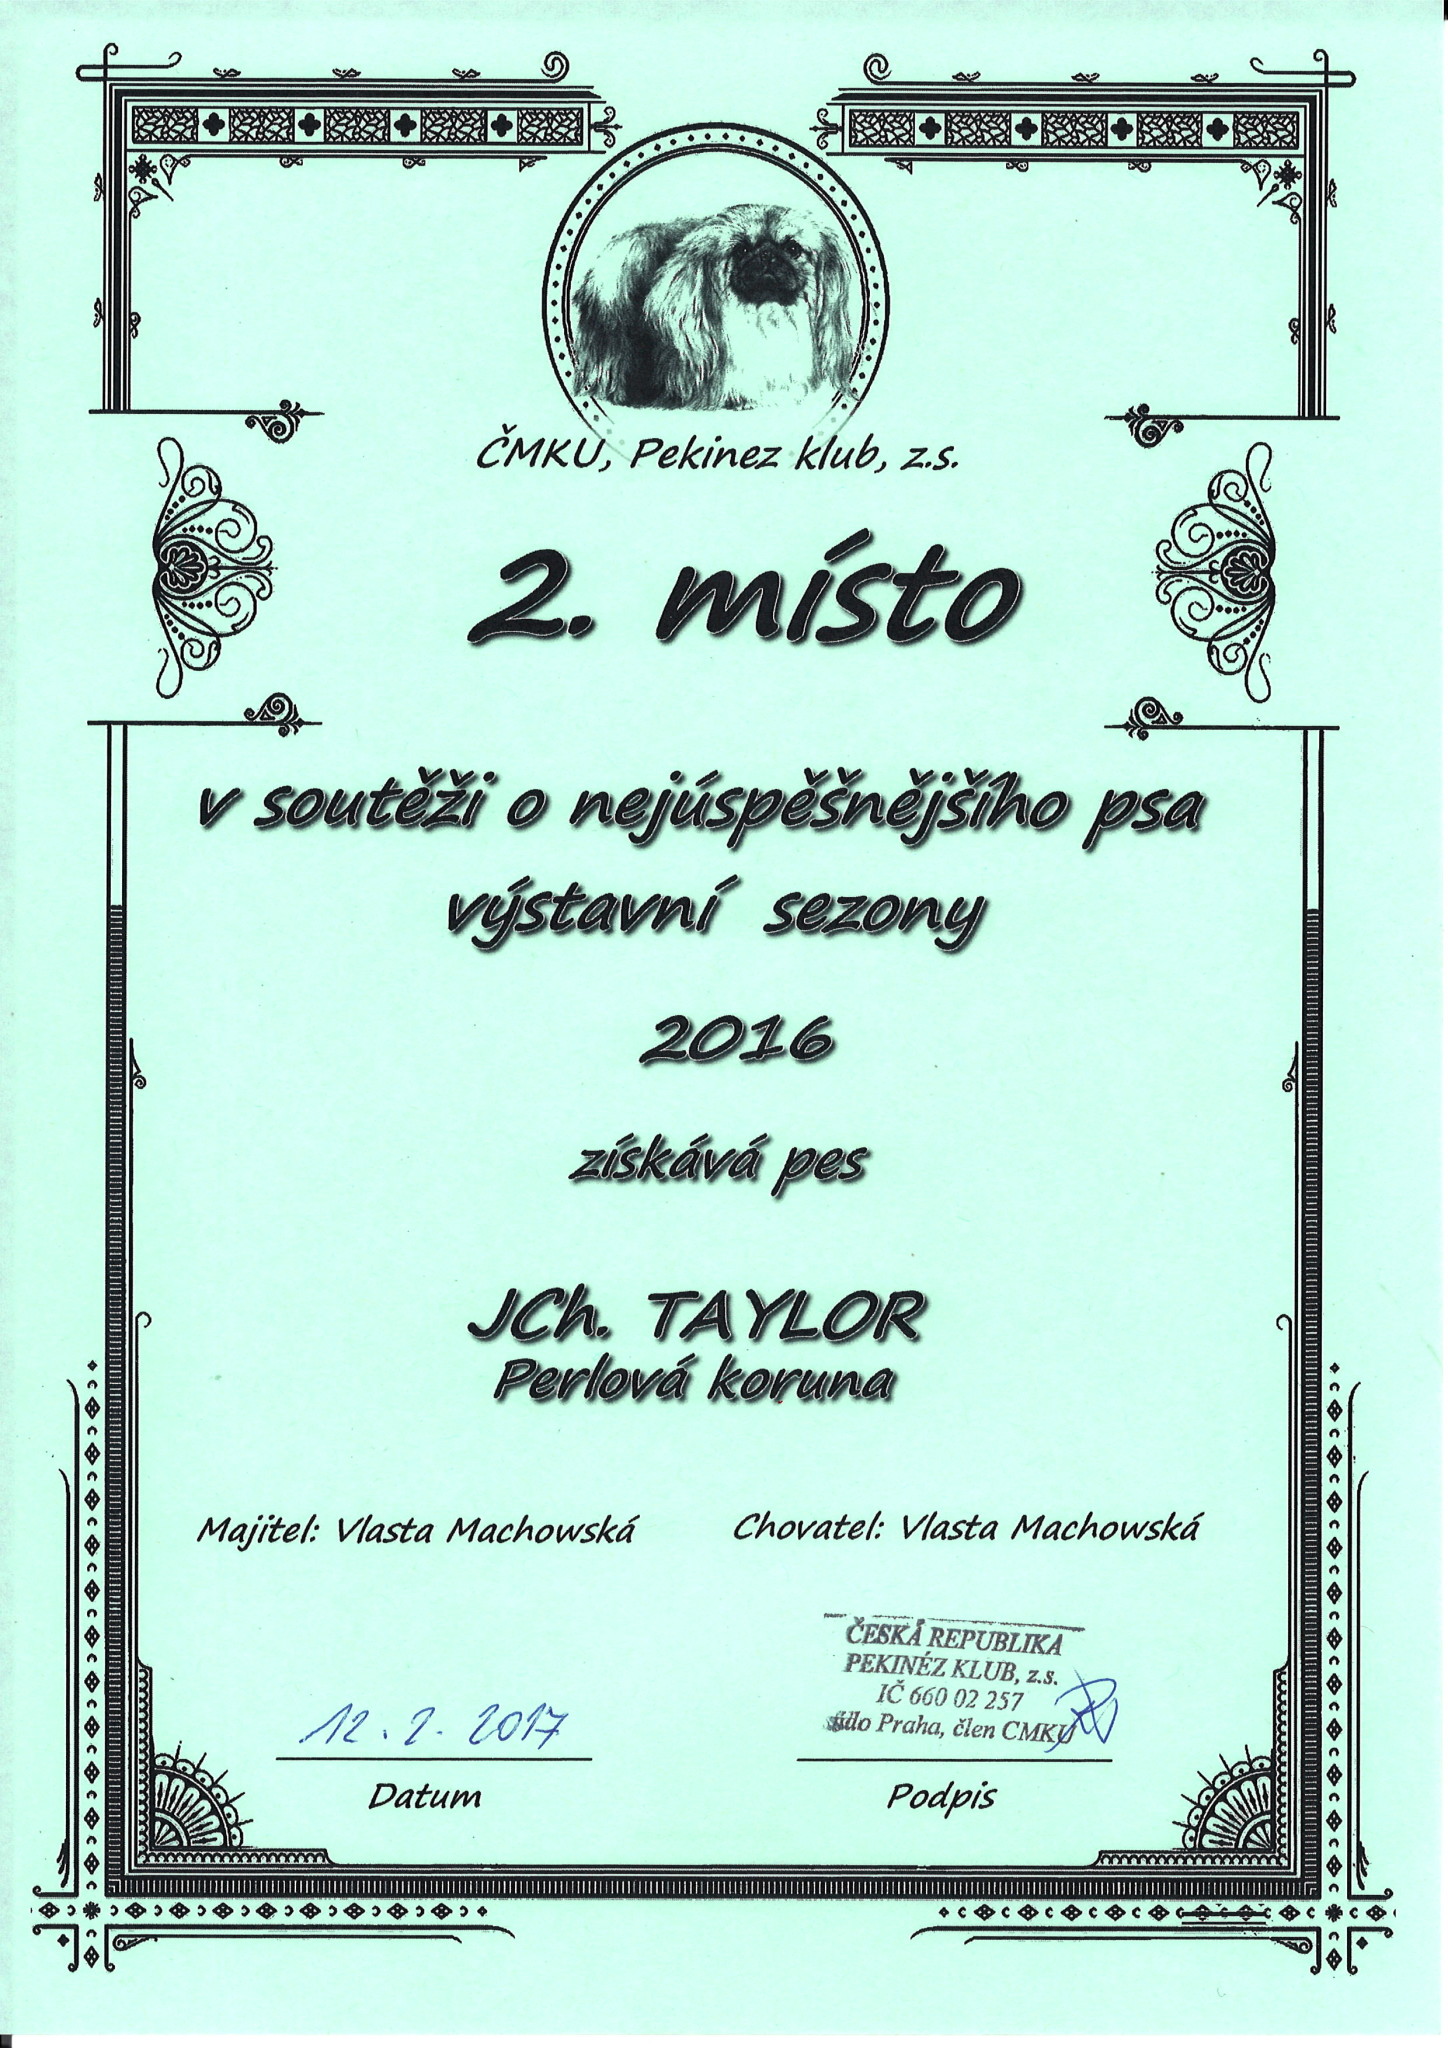 ČMKU, Pekinez klub, z.s.
2. místo
v soutěži o nejúspěšnějšího psa
výstavní sezony
2016
získává pes
JCh. TAYLOR
Perlová koruna
Majitel: Vlasta Machowská
Chovatel: Vlasta Machowská
ČESKÁ REPUBLIKA
PEKINÉZ KLUB, z.s.
IČ 660 02 257
Praha, člen CMKU
12. 2. 2017
Datum
Podpis